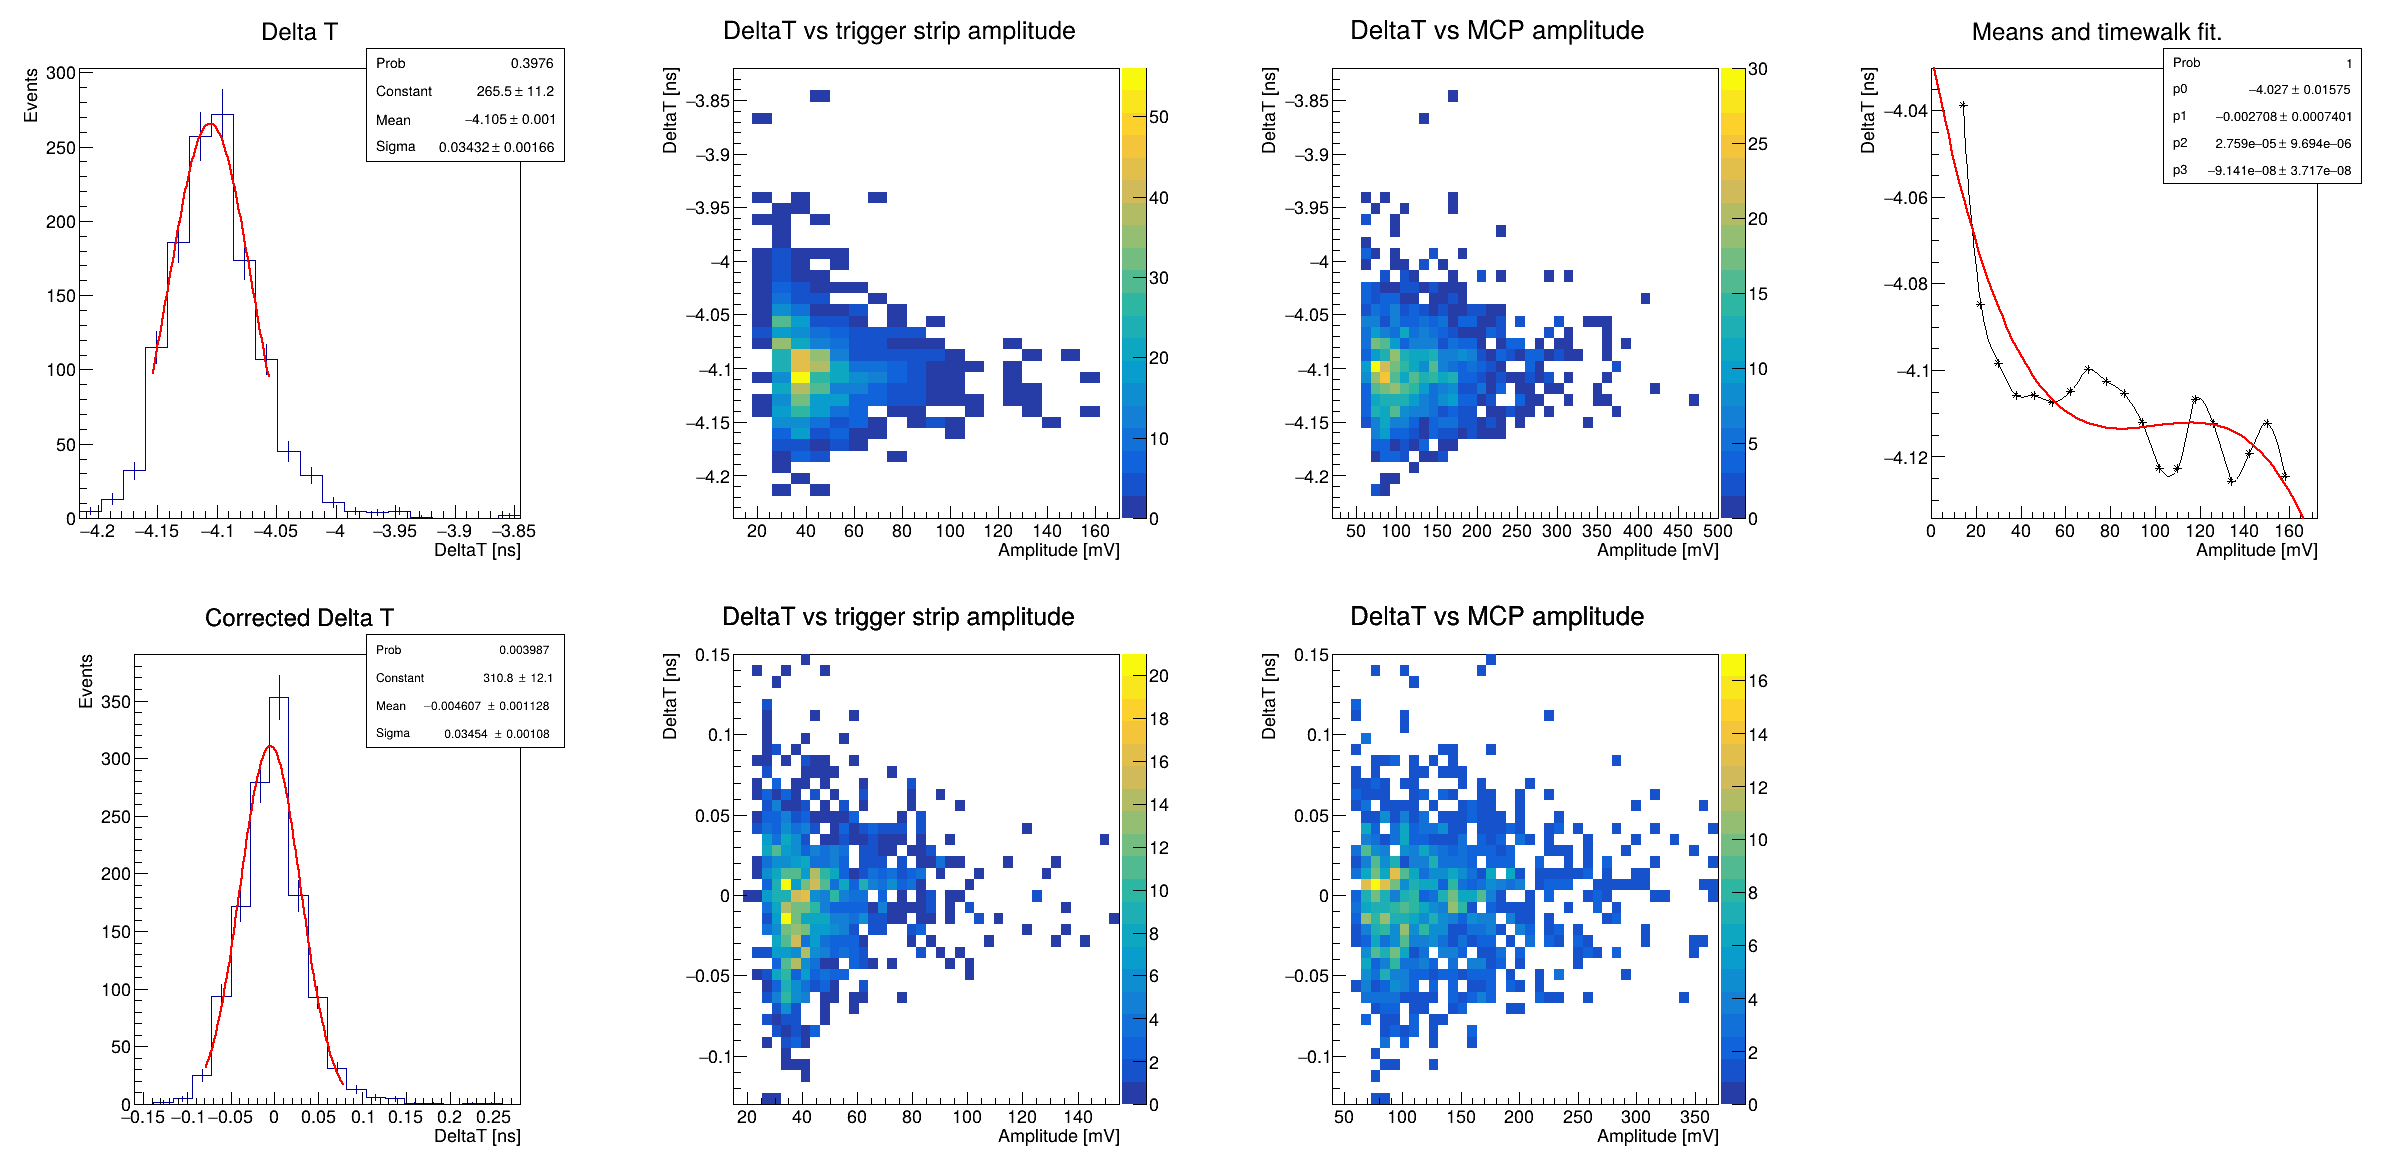 Delta T
Prob 0.3976
Constant 265.5 ± 11.2
Mean −4.105 ± 0.001
Sigma 0.03432 ± 0.00166
Events
300
250
200
150
100
50
0
−4.2 −4.15 −4.1 −4.05 −4 −3.95 −3.9 −3.85
DeltaT [ns]
DeltaT vs trigger strip amplitude
DeltaT [ns]
−3.85
−3.9
−3.95
−4
−4.05
−4.1
−4.15
−4.2
20 40 60 80 100 120 140 160
Amplitude [mV]
50
40
30
20
10
0
DeltaT vs MCP amplitude
DeltaT [ns]
−3.85
−3.9
−3.95
−4
−4.05
−4.1
−4.15
−4.2
50 100 150 200 250 300 350 400 450 500
Amplitude [mV]
30
25
20
15
10
5
0
Means and timewalk fit.
Prob 1
p0 −4.027 ± 0.01575
p1 −0.002708 ± 0.0007401
p2 2.759e−05 ± 9.694e−06
p3 −9.141e−08 ± 3.717e−08
DeltaT [ns]
−4.04
−4.06
−4.08
−4.1
−4.12
0 20 40 60 80 100 120 140 160
Amplitude [mV]
Corrected Delta T
Prob 0.003987
Constant 310.8 ± 12.1
Mean −0.004607 ± 0.001128
Sigma 0.03454 ± 0.00108
Events
350
300
250
200
150
100
50
0
−0.15 −0.1 −0.05 0 0.05 0.1 0.15 0.2 0.25
DeltaT [ns]
DeltaT vs trigger strip amplitude
DeltaT [ns]
0.15
0.1
0.05
0
−0.05
−0.1
20 40 60 80 100 120 140
Amplitude [mV]
20
18
16
14
12
10
8
6
4
2
0
DeltaT vs MCP amplitude
DeltaT [ns]
0.15
0.1
0.05
0
−0.05
−0.1
50 100 150 200 250 300 350
Amplitude [mV]
16
14
12
10
8
6
4
2
0